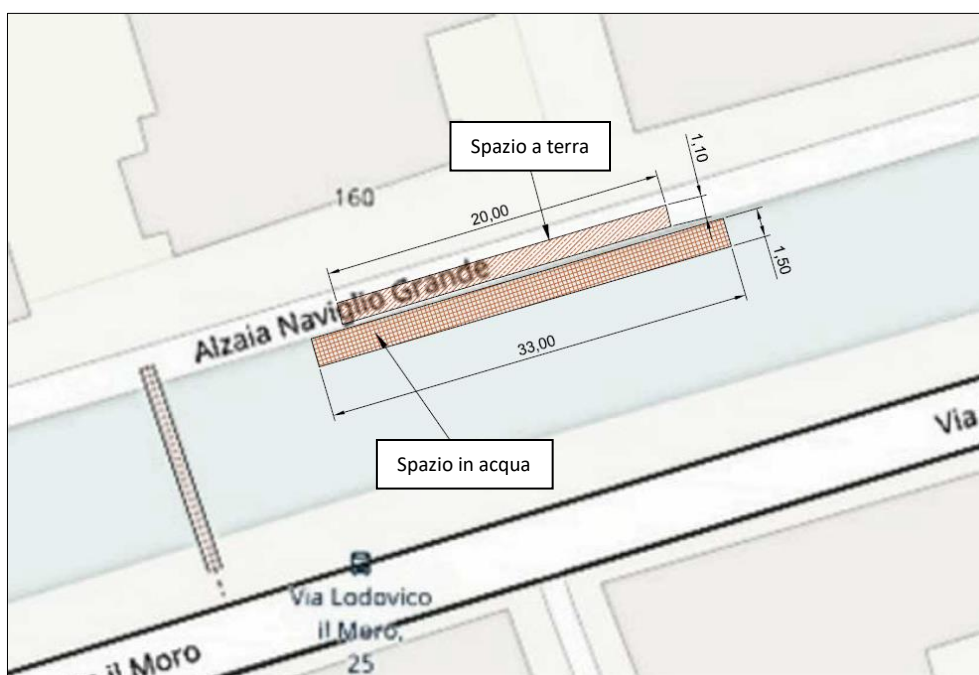 Spazio a terra
1,10
160
20,00
Alzaia Naviglio Grande
1,50
33,00
Via
Spazio in acqua
Via Lodovico
il Moro,
25
il Moro